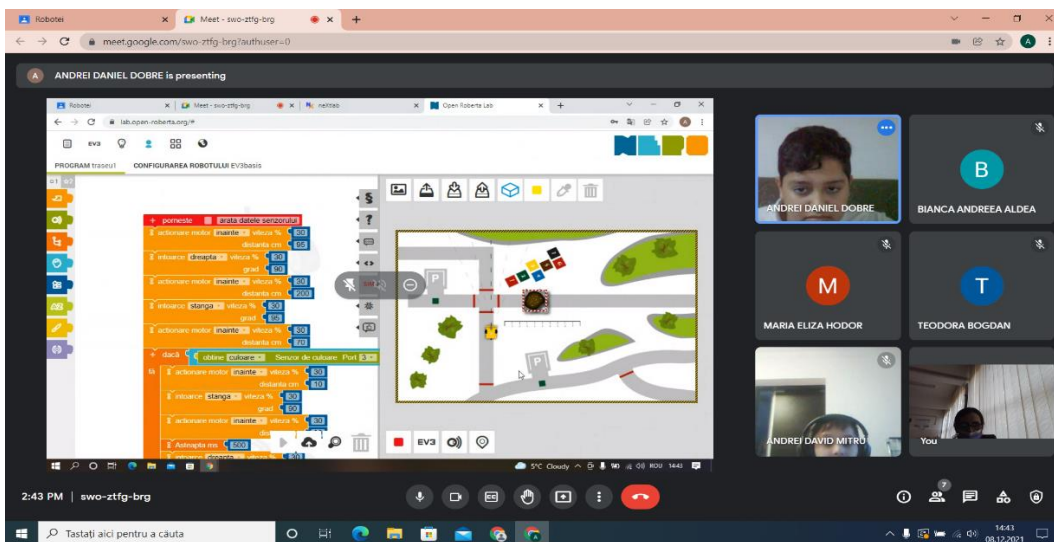 Robotei
Meet - swo-ztfg-brg
meet.google.com/swo-ztfg-brg?authuser=0
A
A
ANDREI DANIEL DOBRE is presenting
Robotei
Meet - swo-ztfg-brg
Open Roberta Lab
lab.open-roberta.org/#
EV3
PROGRAM traseu1
CONFIGURAREA ROBOTULUI EV3basis
porneste arata datele senzorului
actionare motor inainte viteza % 30
distanta cm
intoarce dreapta viteza % 30
grad 90
actionare motor inainte viteza % 30
distanta cm 200
intoarce stanga viteza % 30
grad
actionare motor inainte viteza % 30
distanta cm 70
dacă obtine culoare Senzor de culoare Port 3
actionare motor inainte viteza % 30
distanta cm 10
intoarce stanga viteza % 30
grad 90
actionare motor inainte viteza % 30
Asteapta ms 500
intoarce dreapta
P
P
EV3
5°C Cloudy
ROU 14:43
ANDREI DANIEL DOBRE
B
BIANCA ANDREEA ALDEA
M
MARIA ELIZA HODOR
T
TEODORA BOGDAN
ANDREI DAVID MITRU
You
2:43 PM | swo-ztfg-brg
7
Tastați aici pentru a căuta
14:43
08.12.2021